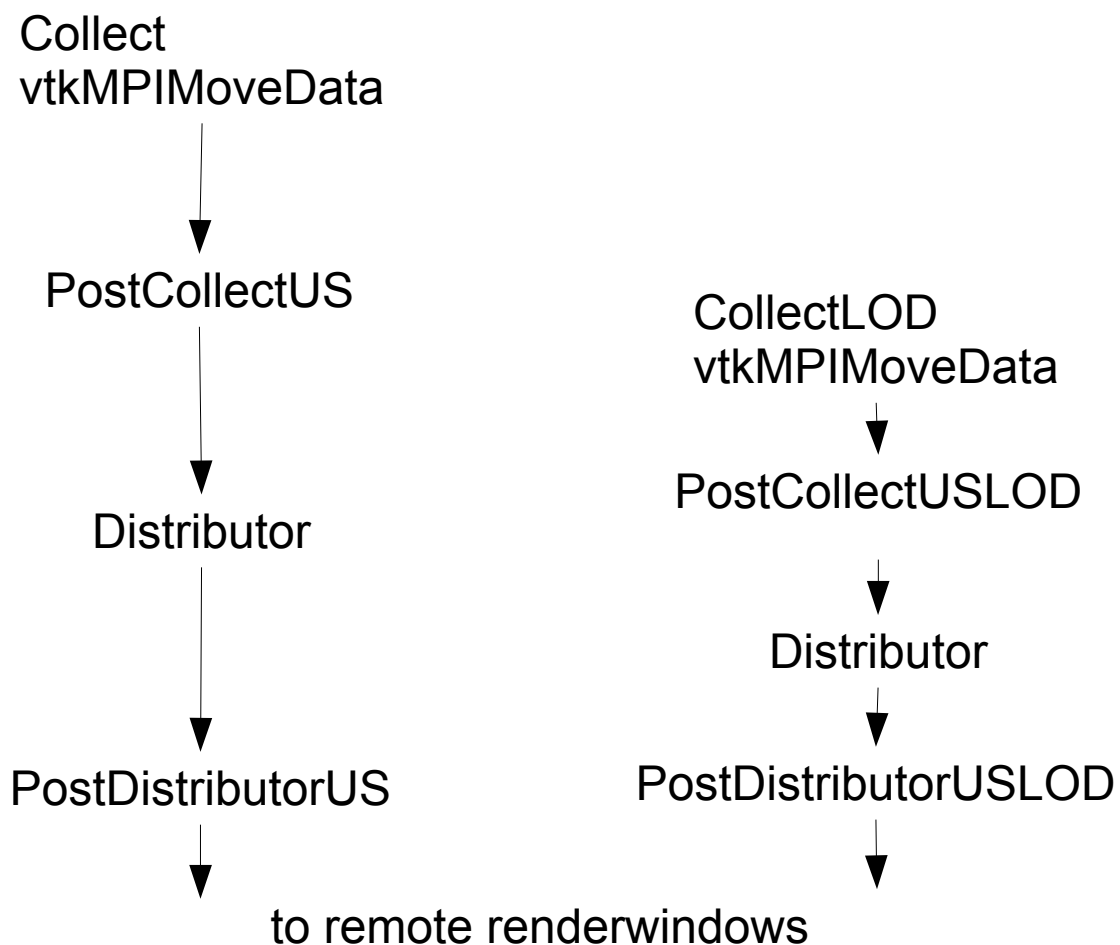 Collect
vtkMPIMoveData
PostCollectUS
Distributor
PostDistributorUS
CollectLOD
vtkMPIMoveData
PostCollectUSLOD
Distributor
PostDistributorUSLOD
to remote renderwindows